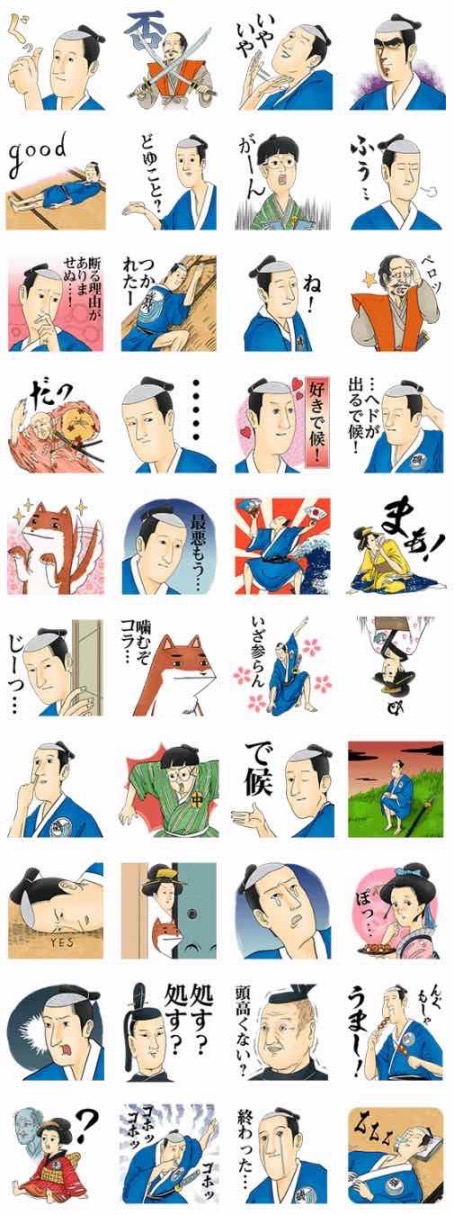 ぐっ
否
いや
いや
good
どゆこと?
がーん
ふぅ…
断る理由が
ありま
せぬ…!
つか
れたー
ね!
ペロッ
だっ
・・・・・
好きで候!
…ヘドが
出るで候!
最悪もう…
まぁ!
じーっ…
噛むぞ
コラ…
いざ参らん
中
で候
YES
ぽっ…
処す?
処す?
頭高くない?
んぐ
もしゃ
うまー!
?
コホッ
コホッ
コホッ
終わった…